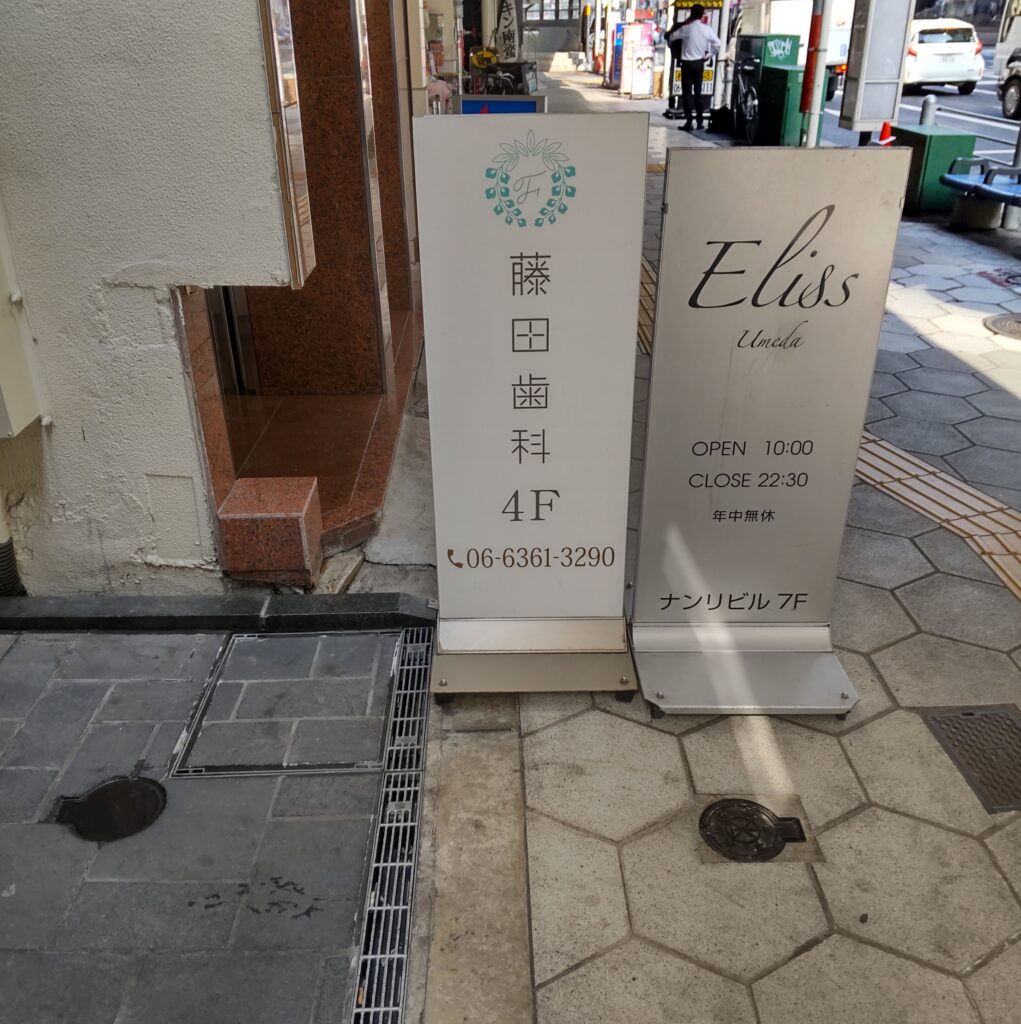 F
藤田歯科
4F
06-6361-3290
Eliss
Umeda
OPEN 10:00
CLOSE 22:30
年中無休
ナンリビル 7F